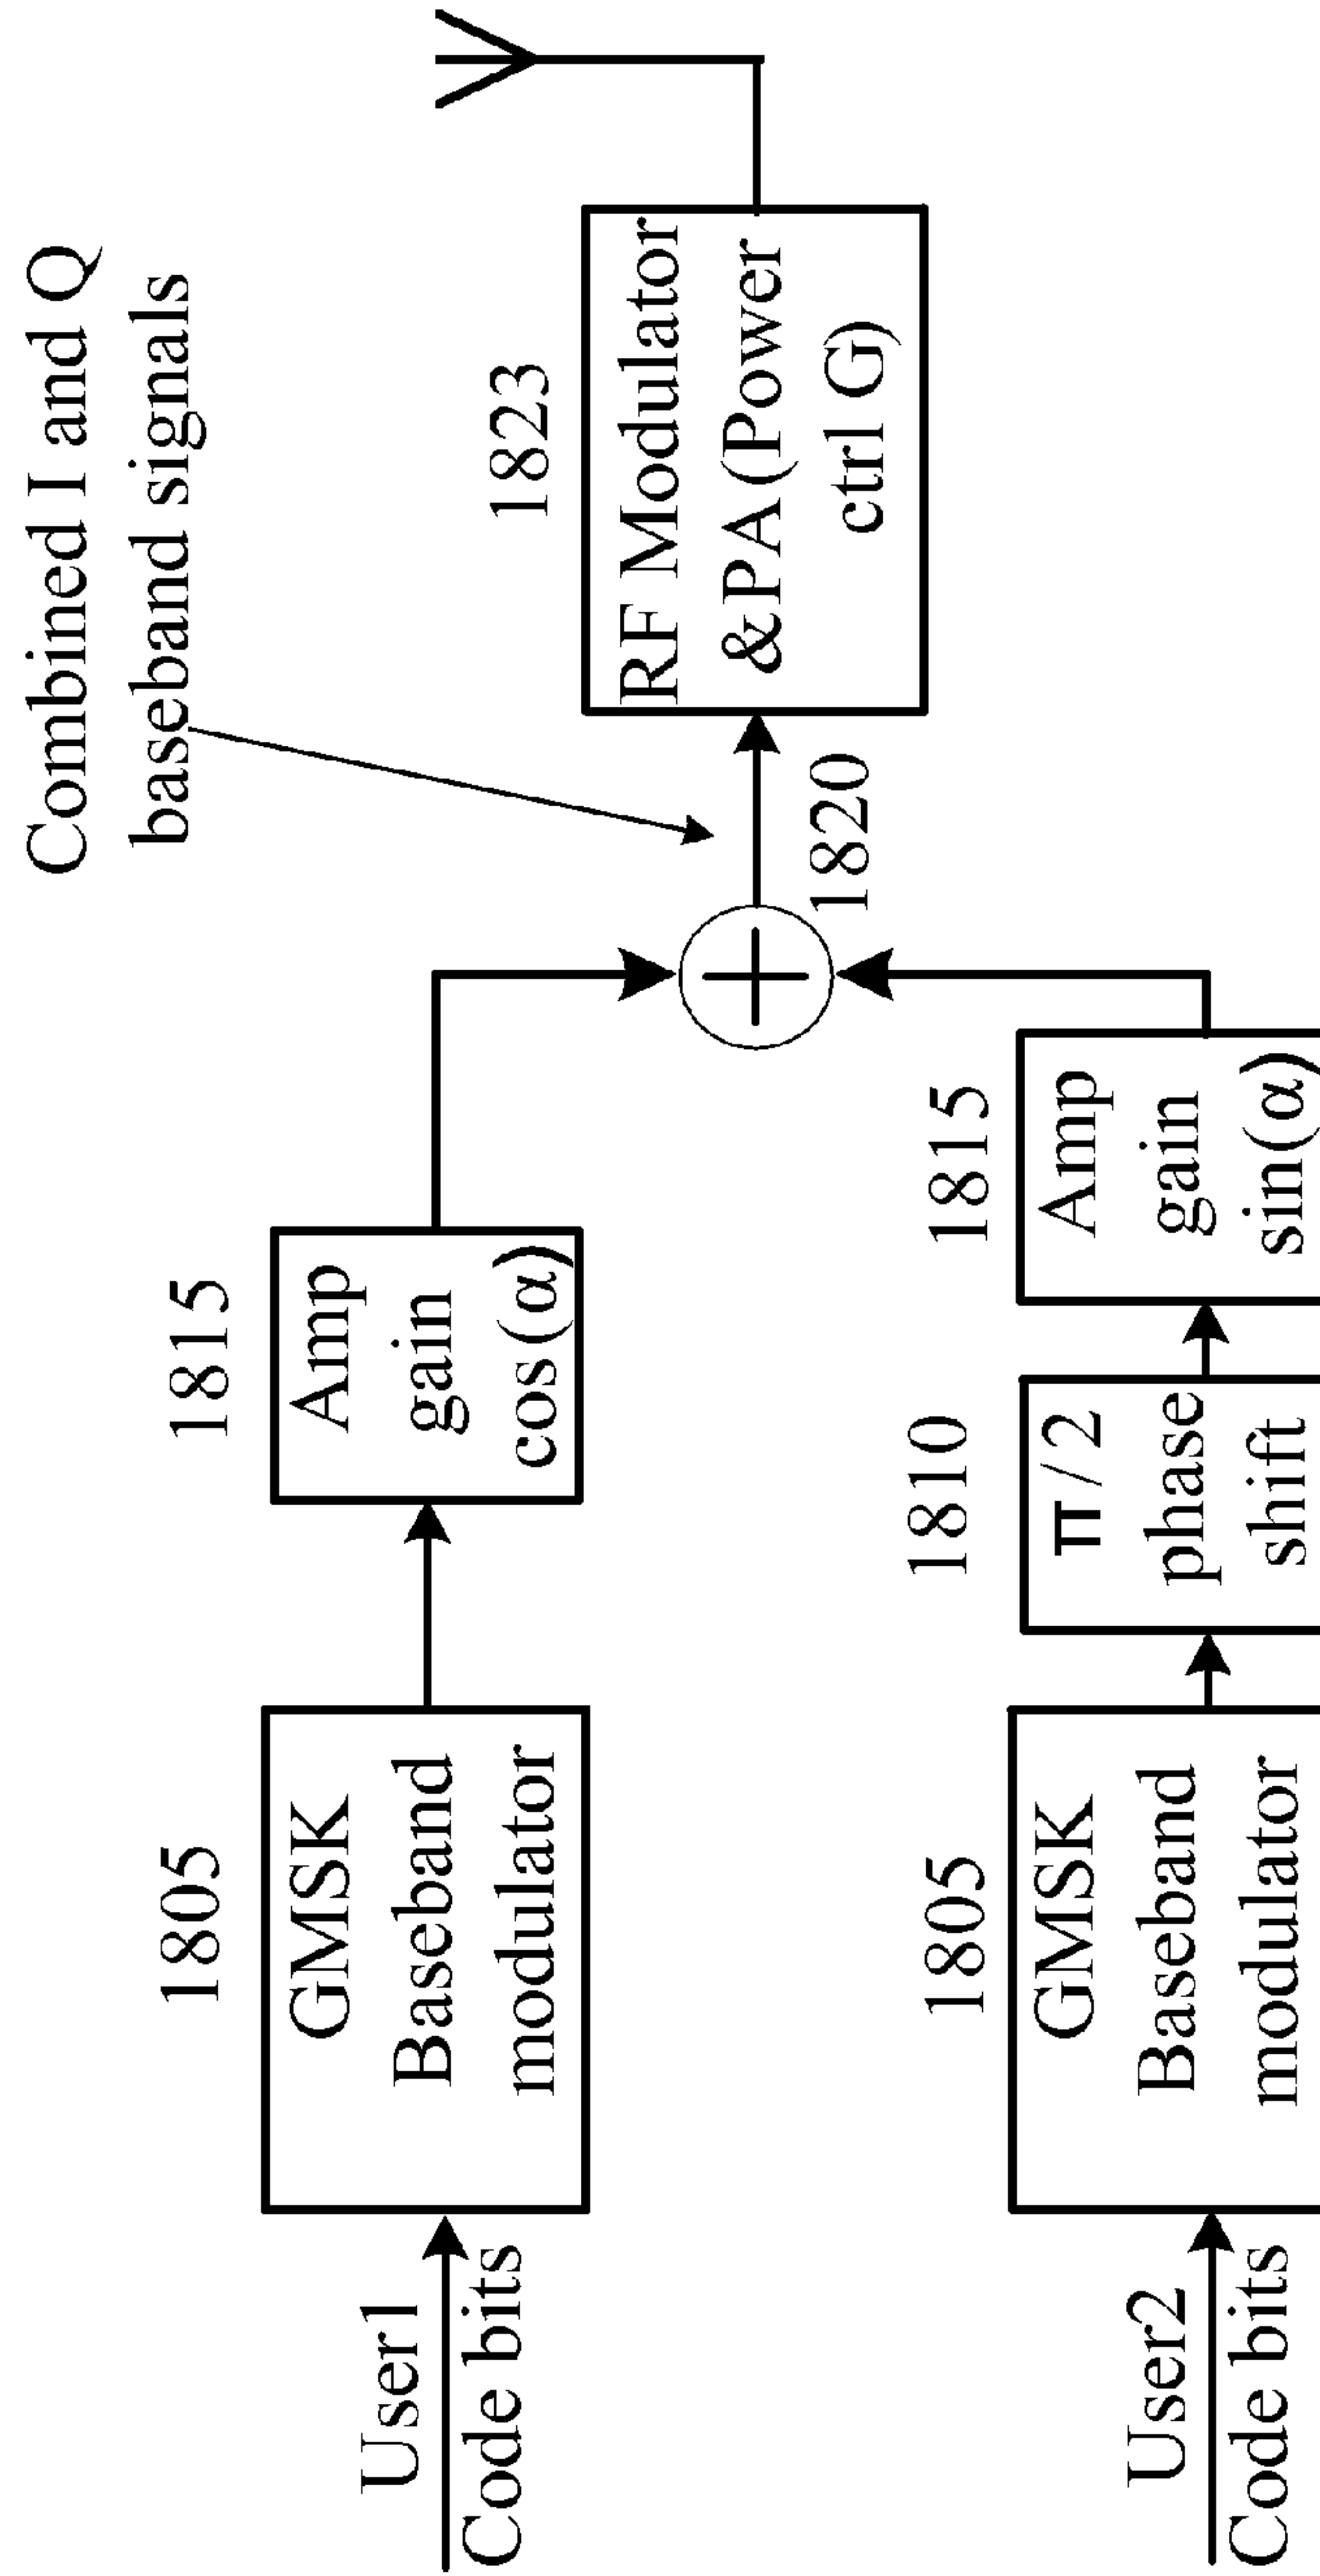 Combined I and Q
baseband signals
1805
GMSK
Baseband
modulator
User1
Code bits
1815
Amp
gain
cos(α)
1823
RF Modulator
&PA(Power
ctrl G)
1820
1805
GMSK
Baseband
modulator
User2
Code bits
1810
π/2
phase
shift
1815
Amp
gain
sin(α)